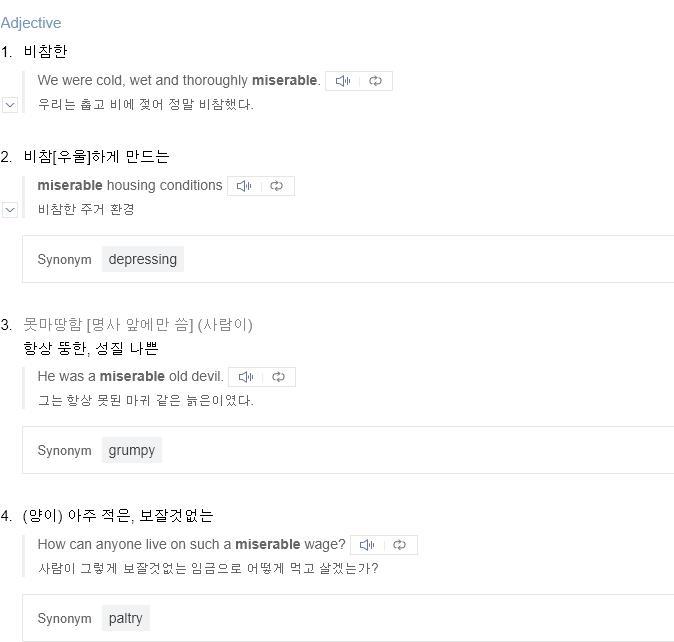 Adjective
1. 비참한
We were cold, wet and thoroughly miserable.
우리는 춥고 비에 젖어 정말 비참했다.
2. 비참[우울]하게 만드는
miserable housing conditions
비참한 주거 환경
Synonym depressing
3. 못마땅함 [명사 앞에만 씀] (사람이)
항상 뚱한, 성질 나쁜
He was a miserable old devil.
그는 항상 못된 마귀 같은 늙은이였다.
Synonym grumpy
4. (양이) 아주 적은, 보잘것없는
How can anyone live on such a miserable wage?
사람이 그렇게 보잘것없는 임금으로 어떻게 먹고 살겠는가?
Synonym paltry